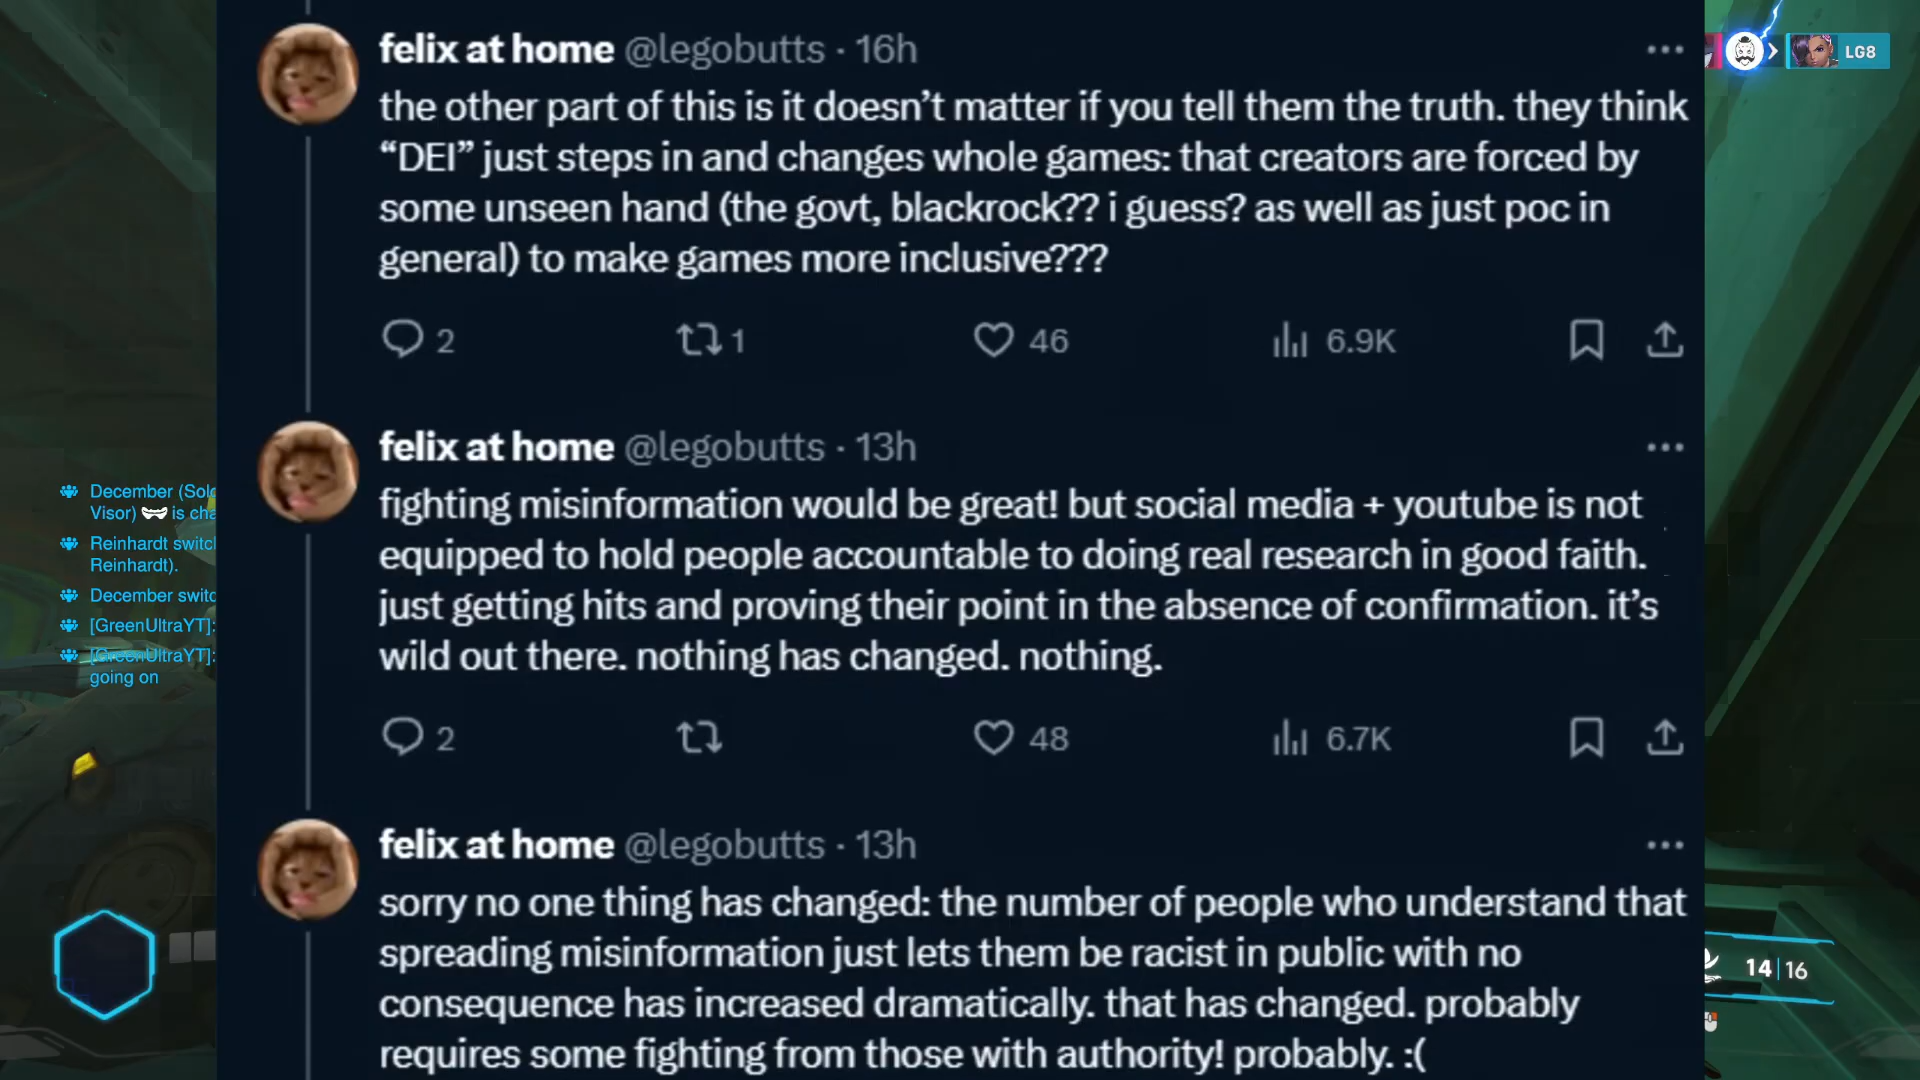 felix at home @legobutts · 16h
the other part of this is it doesn’t matter if you tell them the truth. they think
“DEI” just steps in and changes whole games: that creators are forced by
some unseen hand (the govt, blackrock?? i guess? as well as just poc in
general) to make games more inclusive???
2 1 46 6.9K
felix at home @legobutts · 13h
fighting misinformation would be great! but social media + youtube is not
equipped to hold people accountable to doing real research in good faith.
just getting hits and proving their point in the absence of confirmation. it’s
wild out there. nothing has changed. nothing.
2 48 6.7K
felix at home @legobutts · 13h
sorry no one thing has changed: the number of people who understand that
spreading misinformation just lets them be racist in public with no
consequence has increased dramatically. that has changed. probably
requires some fighting from those with authority! probably. :(
LG8
December (Sol
Visor) is cha
Reinhardt switc
Reinhardt).
December switc
[GreenUltraYT]:
[GreenUltraYT]:
going on
14|16